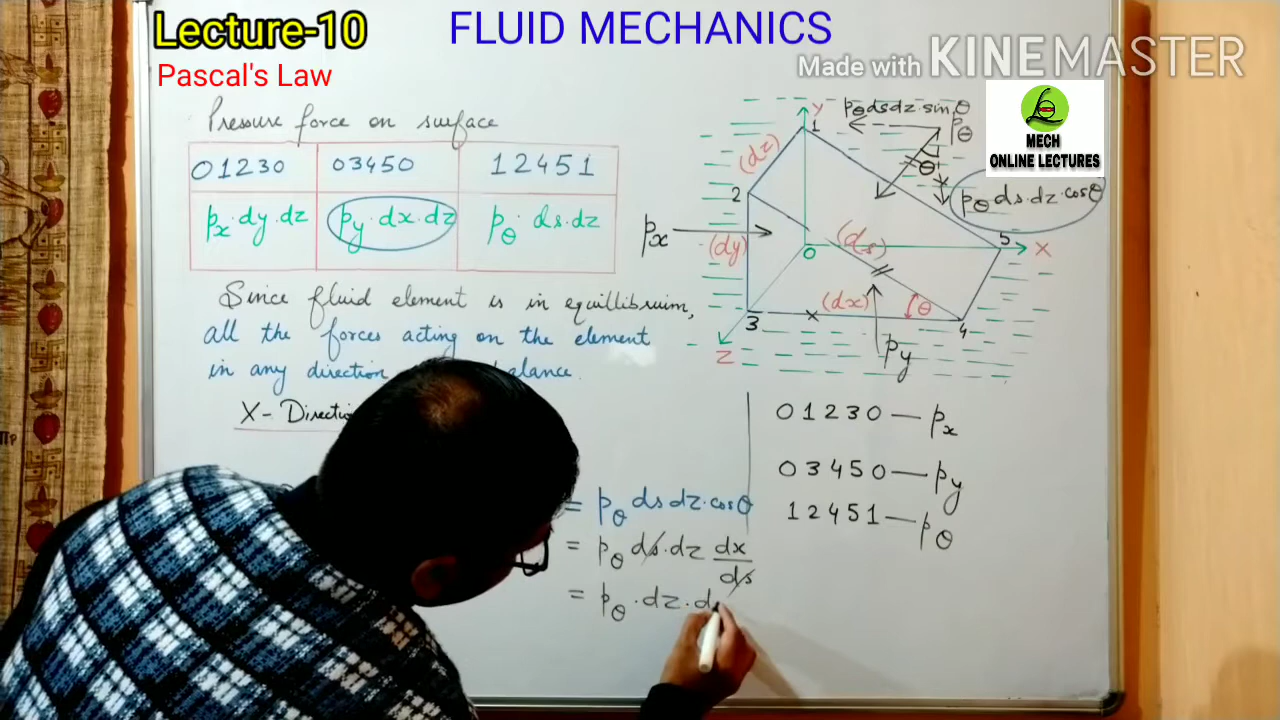 Lecture-10
FLUID MECHANICS
Pascal's Law
Made with KINEMASTER
MECH
ONLINE LECTURES
Pressure force on surface
01230 03450 12451
px·dy·dz py·dx·dz pθ·ds·dz
Since fluid element is in equillibruim,
all the forces acting on the element
in any direction
X- Directio
= pθ ds dz·cosθ
= pθ ds·dz dx/ds
= pθ·dz·d
pθdsdz·sinθ
pθ
θ
pθ ds·dz·cosθ
Y
1
(dz)
2
px
(dy)
(ds)
0
5
X
(dx)
θ
3
4
Z
py
01230 — px
03450 — py
12451 — pθ